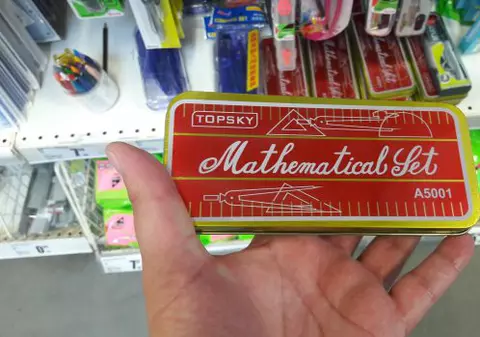 TOPSKY
Mathematical Set
A5001